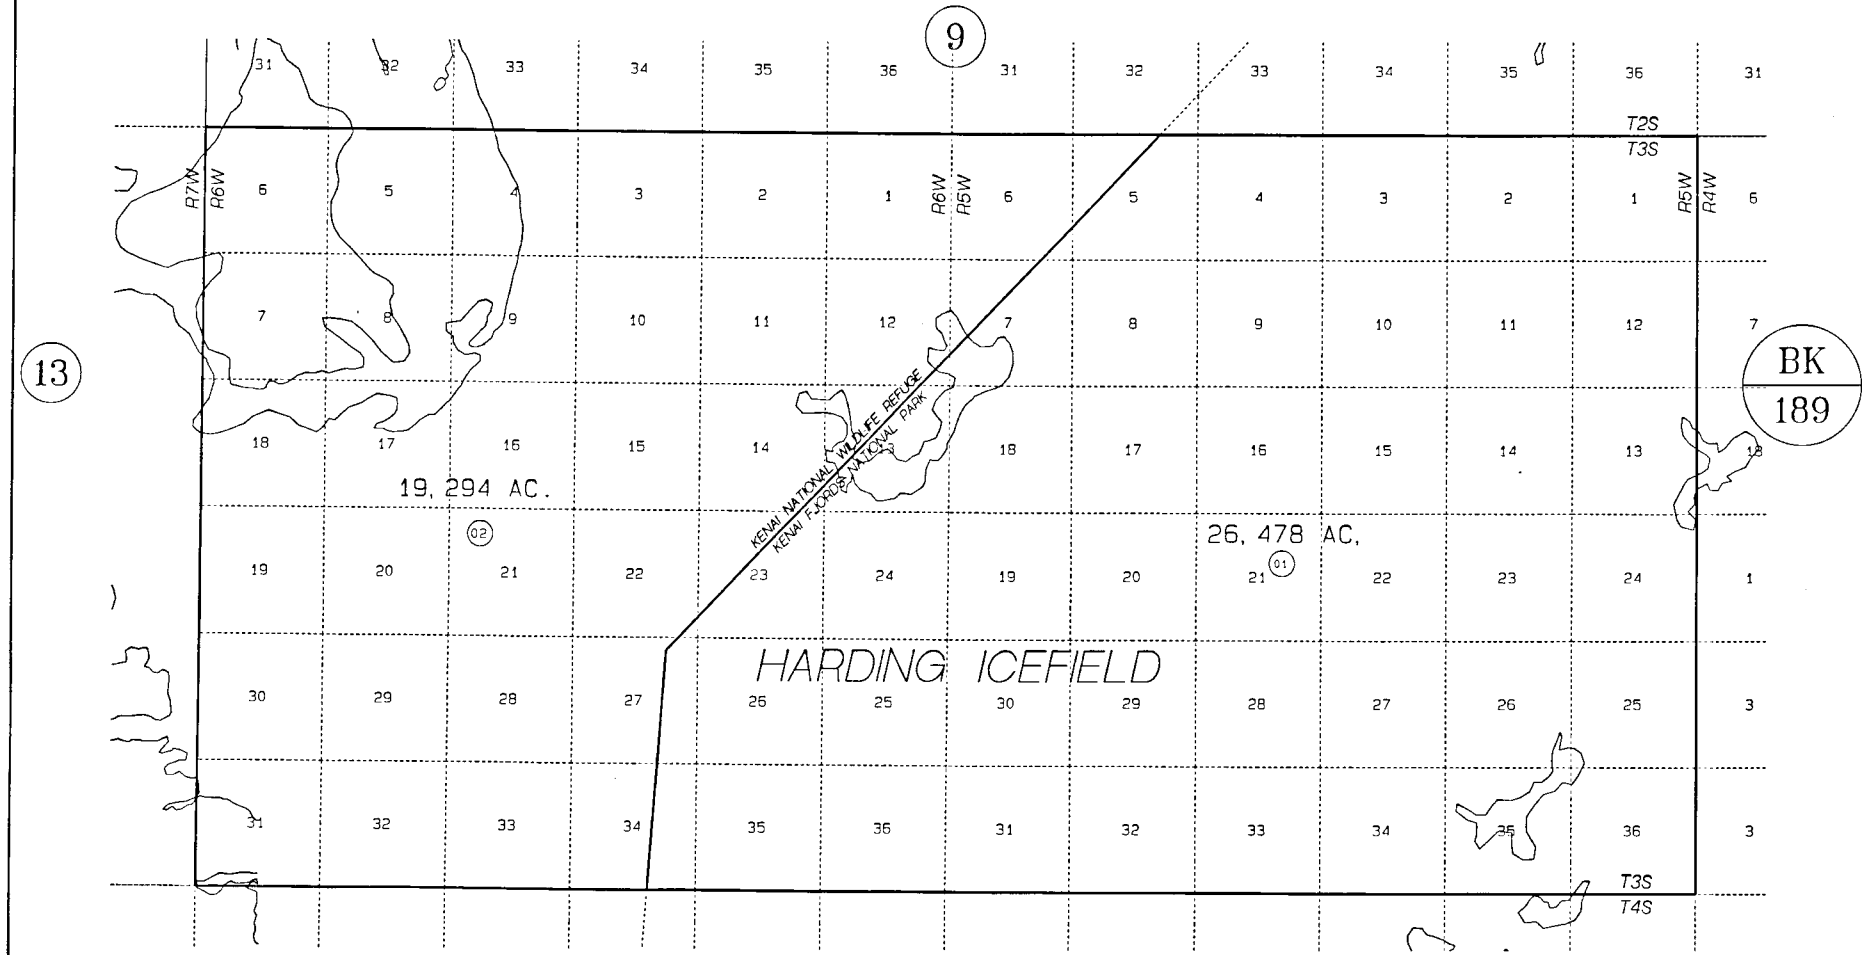 9
31 32 33 34 35 36 31 32 33 34 35 36 31
T2S
T3S
R7W R6W R6W R5W R5W R4W
6 5 4 3 2 1 6 5 4 3 2 1 6
7 8 9 10 11 12 7 8 9 10 11 12 7
13
BK
189
KENAI NATIONAL WILDLIFE REFUGE
KENAI FJORDS NATIONAL PARK
18 17 16 15 14 18 17 16 15 14 13 18
19,294 AC.
02
26,478 AC,
01
19 20 21 22 23 24 19 20 21 22 23 24 1
HARDING ICEFIELD
30 29 28 27 26 25 30 29 28 27 26 25 3
31 32 33 34 35 36 31 32 33 34 35 36 3
T3S
T4S